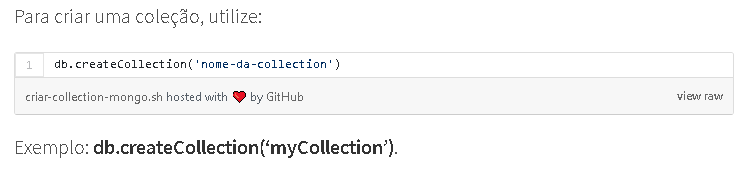 Para criar uma coleção, utilize:
1 db.createCollection('nome-da-collection')
criar-collection-mongo.sh hosted with ❤ by GitHub view raw
Exemplo: db.createCollection(‘myCollection’).